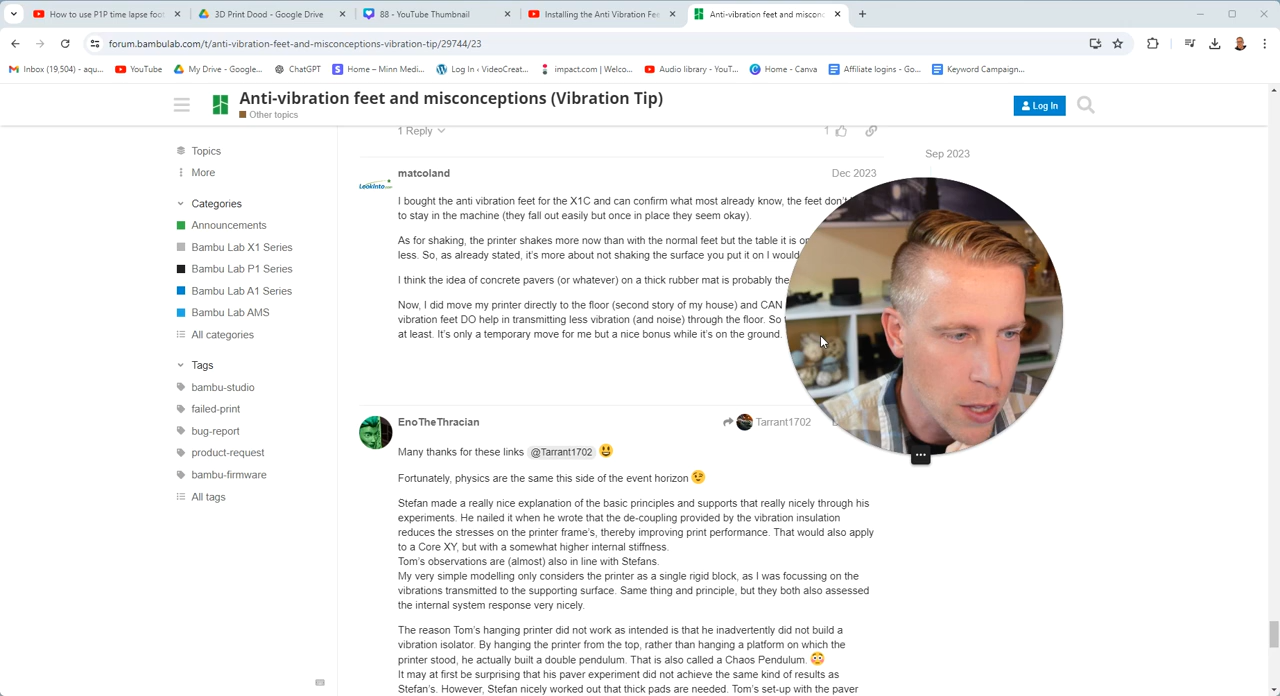 How to use P1P time lapse foot
3D Print Dood - Google Drive
88 - YouTube Thumbnail
Installing the Anti Vibration Fe
Anti-vibration feet and misconc
forum.bambulab.com/t/anti-vibration-feet-and-misconceptions-vibration-tip/29744/23
Inbox (19,504) - aqu...
YouTube
My Drive - Google...
ChatGPT
Home – Minn Medi...
Log In ‹ VideoCreat...
impact.com | Welco...
Audio library - YouT...
Home - Canva
Affiliate logins - Go...
Keyword Campaign...
Anti-vibration feet and misconceptions (Vibration Tip)
Other topics
Log In
Topics
More
Categories
Announcements
Bambu Lab X1 Series
Bambu Lab P1 Series
Bambu Lab A1 Series
Bambu Lab AMS
All categories
Tags
bambu-studio
failed-print
bug-report
product-request
bambu-firmware
All tags
1 Reply
1
Sep 2023
LookInto
matcoland
Dec 2023
I bought the anti vibration feet for the X1C and can confirm what most already know, the feet don't
to stay in the machine (they fall out easily but once in place they seem okay).
As for shaking, the printer shakes more now than with the normal feet but the table it is
less. So, as already stated, it's more about not shaking the surface you put it on I would
I think the idea of concrete pavers (or whatever) on a thick rubber mat is probably the
Now, I did move my printer directly to the floor (second story of my house) and CAN
vibration feet DO help in transmitting less vibration (and noise) through the floor. So
at least. It's only a temporary move for me but a nice bonus while it's on the ground.
EnoTheThracian
Tarrant1702
Many thanks for these links @Tarrant1702
Fortunately, physics are the same this side of the event horizon
Stefan made a really nice explanation of the basic principles and supports that really nicely through his
experiments. He nailed it when he wrote that the de-coupling provided by the vibration insulation
reduces the stresses on the printer frame's, thereby improving print performance. That would also apply
to a Core XY, but with a somewhat higher internal stiffness.
Tom's observations are (almost) also in line with Stefans.
My very simple modelling only considers the printer as a single rigid block, as I was focussing on the
vibrations transmitted to the supporting surface. Same thing and principle, but they both also assessed
the internal system response very nicely.
The reason Tom's hanging printer did not work as intended is that he inadvertently did not build a
vibration isolator. By hanging the printer from the top, rather than hanging a platform on which the
printer stood, he actually built a double pendulum. That is also called a Chaos Pendulum.
It may at first be surprising that his paver experiment did not achieve the same kind of results as
Stefan's. However, Stefan nicely worked out that thick pads are needed. Tom's set-up with the paver